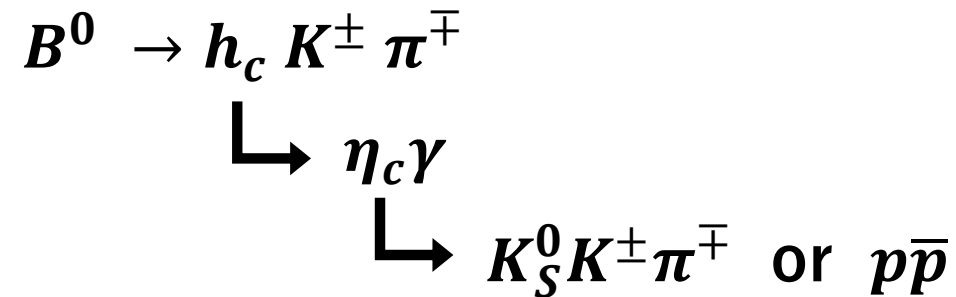 B⁰ → h_c K^± π^∓
η_c γ
K_S^0 K^± π^∓ or pp̅